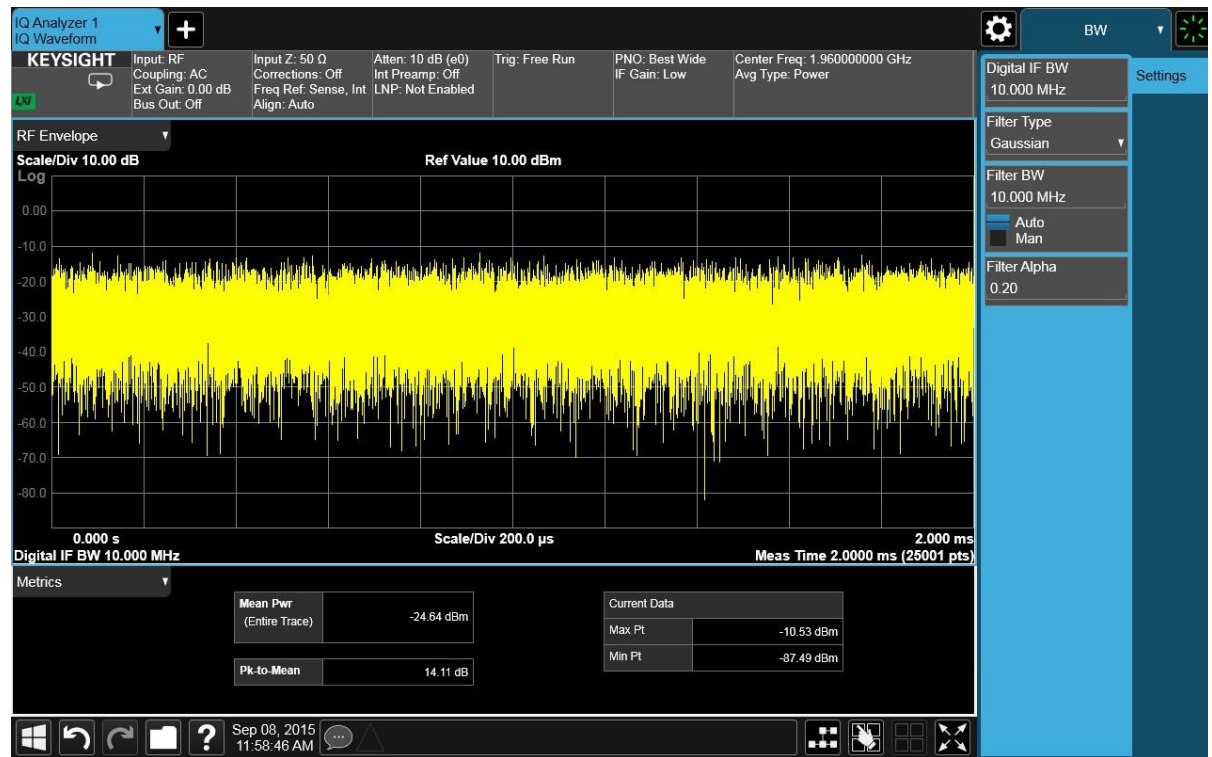 IQ Analyzer 1
IQ Waveform
BW
KEYSIGHT
LXI
Input: RF
Coupling: AC
Ext Gain: 0.00 dB
Bus Out: Off
Input Z: 50 Ω
Corrections: Off
Freq Ref: Sense, Int
Align: Auto
Atten: 10 dB (e0)
Int Preamp: Off
LNP: Not Enabled
Trig: Free Run
PNO: Best Wide
IF Gain: Low
Center Freq: 1.960000000 GHz
Avg Type: Power
RF Envelope
Scale/Div 10.00 dB
Ref Value 10.00 dBm
Log
0.00
-10.0
-20.0
-30.0
-40.0
-50.0
-60.0
-70.0
-80.0
0.000 s
Scale/Div 200.0 µs
2.000 ms
Digital IF BW 10.000 MHz
Meas Time 2.0000 ms (25001 pts)
Metrics
Mean Pwr
(Entire Trace)
-24.64 dBm
Pk-to-Mean
14.11 dB
Current Data
Max Pt
-10.53 dBm
Min Pt
-87.49 dBm
Digital IF BW
10.000 MHz
Filter Type
Gaussian
Filter BW
10.000 MHz
Auto
Man
Filter Alpha
0.20
Settings
?
Sep 08, 2015
11:58:46 AM